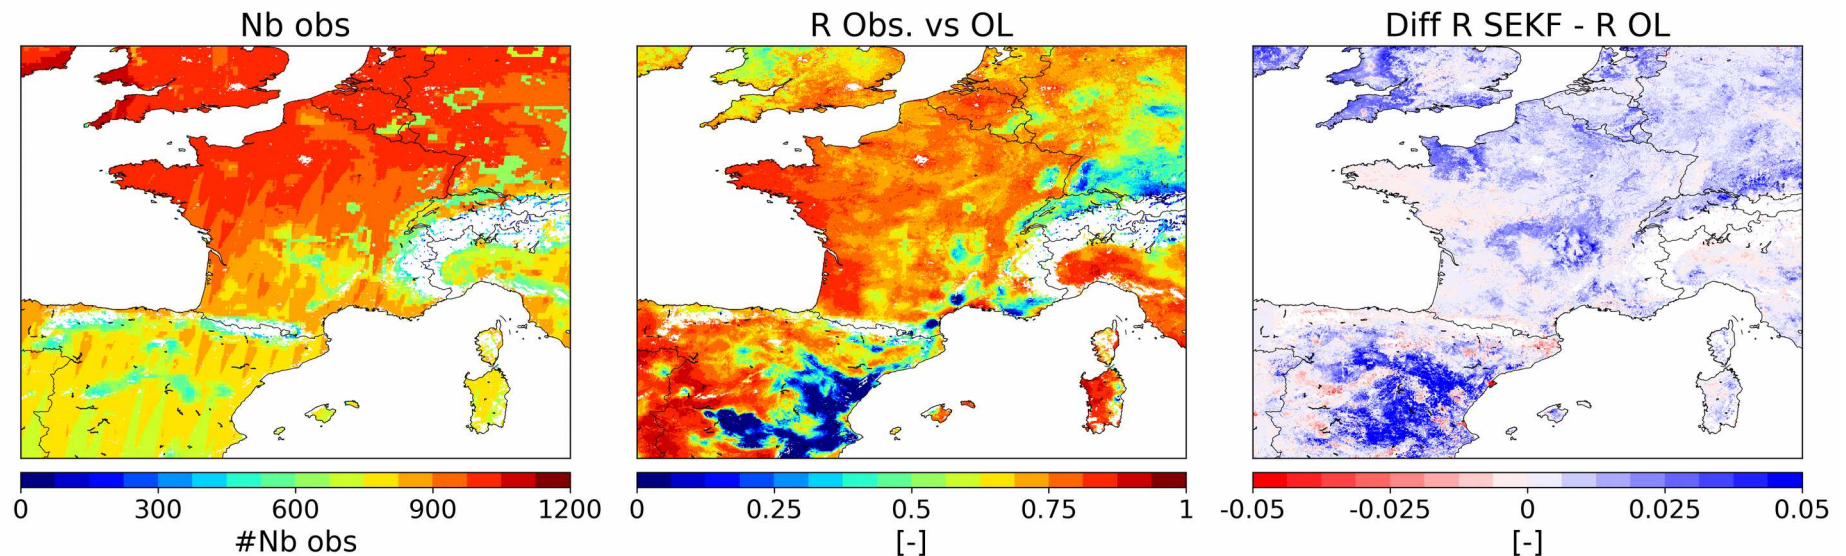 Nb obs
R Obs. vs OL
Diff R SEKF - R OL
0 300 600 900 1200
#Nb obs
0 0.25 0.5 0.75 1
[-]
-0.05 -0.025 0 0.025 0.05
[-]